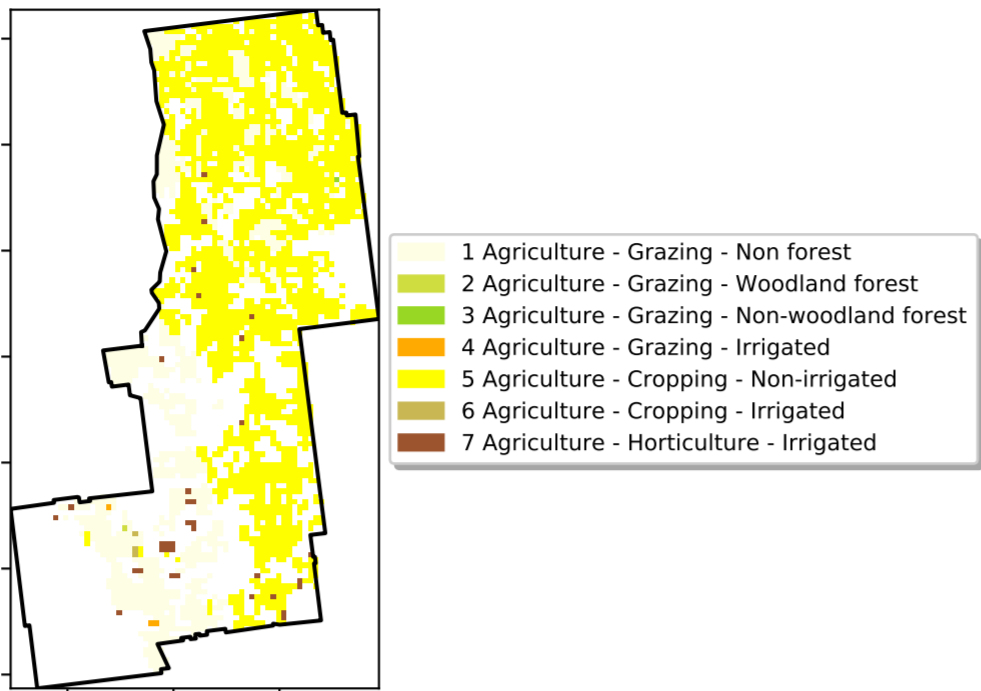 1 Agriculture - Grazing - Non forest
2 Agriculture - Grazing - Woodland forest
3 Agriculture - Grazing - Non-woodland forest
4 Agriculture - Grazing - Irrigated
5 Agriculture - Cropping - Non-irrigated
6 Agriculture - Cropping - Irrigated
7 Agriculture - Horticulture - Irrigated